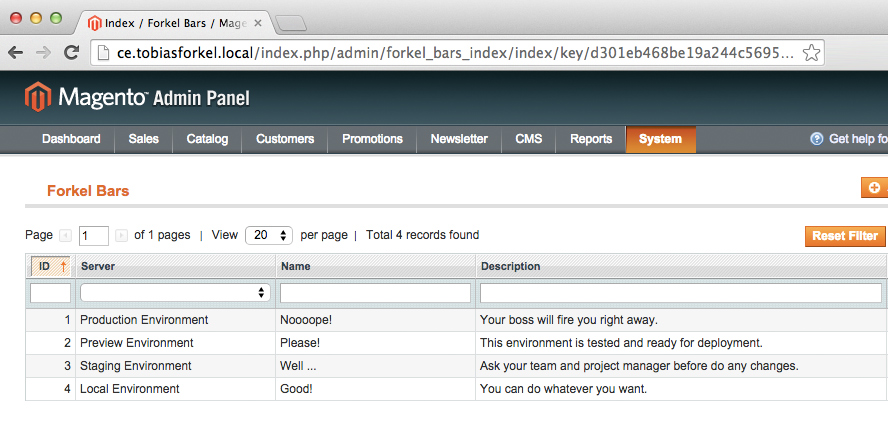 Index / Forkel Bars / Mage
ce.tobiasforkel.local/index.php/admin/forkel_bars_index/index/key/d301eb468be19a244c5695...
Magento™ Admin Panel
Dashboard Sales Catalog Customers Promotions Newsletter CMS Reports System Get help fo
Forkel Bars
Page 1 of 1 pages | View 20 per page | Total 4 records found Reset Filter
ID Server Name Description
1 Production Environment Noooope! Your boss will fire you right away.
2 Preview Environment Please! This environment is tested and ready for deployment.
3 Staging Environment Well ... Ask your team and project manager before do any changes.
4 Local Environment Good! You can do whatever you want.